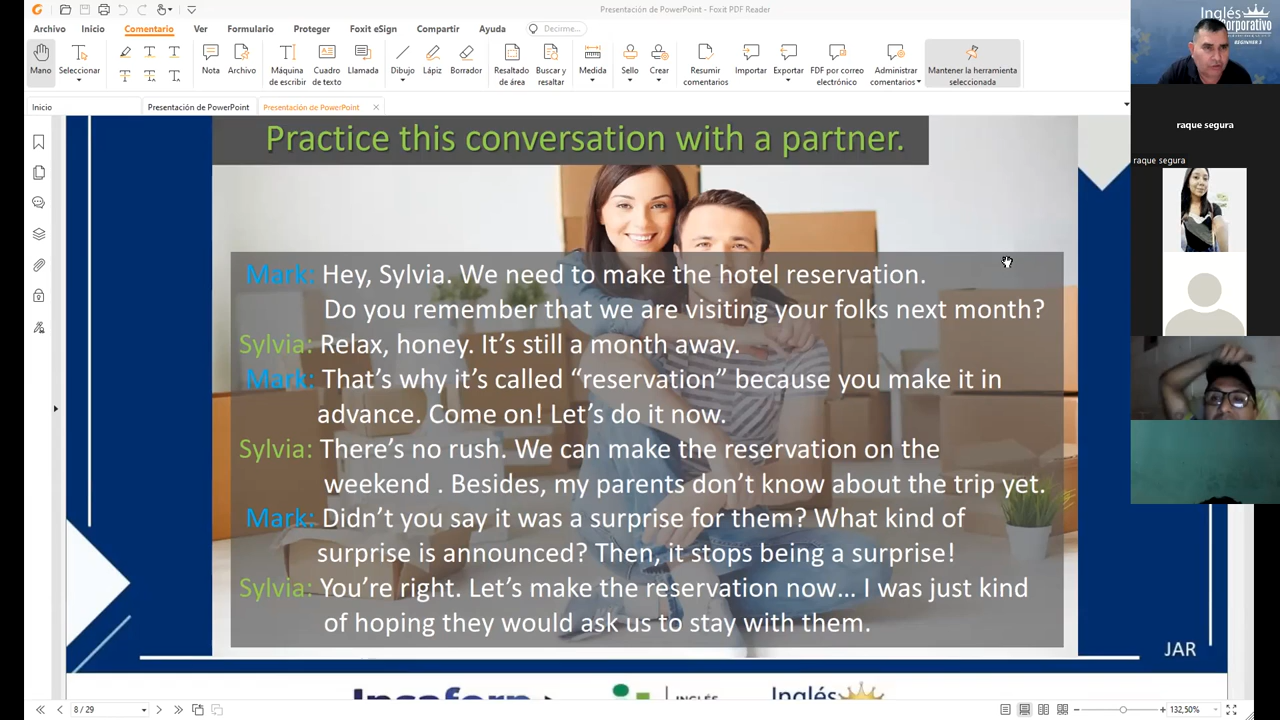 Presentación de PowerPoint - Foxit PDF Reader
Archivo Inicio Comentario Ver Formulario Proteger Foxit eSign Compartir Ayuda Decirme...
Mano Seleccionar Nota Archivo Máquina de escribir Cuadro de texto Llamada Dibujo Lápiz Borrador Resaltado de área Buscar y resaltar Medida Sello Crear Resumir comentarios Importar Exportar PDF por correo electrónico Administrar comentarios Mantener la herramienta seleccionada
Inicio Presentación de PowerPoint Presentación de PowerPoint
Practice this conversation with a partner.
Mark: Hey, Sylvia. We need to make the hotel reservation.
Do you remember that we are visiting your folks next month?
Sylvia: Relax, honey. It's still a month away.
Mark: That's why it's called “reservation” because you make it in
advance. Come on! Let's do it now.
Sylvia: There's no rush. We can make the reservation on the
weekend . Besides, my parents don't know about the trip yet.
Mark: Didn't you say it was a surprise for them? What kind of
surprise is announced? Then, it stops being a surprise!
Sylvia: You're right. Let's make the reservation now... I was just kind
of hoping they would ask us to stay with them.
JAR
INGLÉS
Inglés
8 / 29
132,50%
Inglés
BEGINNER 2
raque segura
raque segura